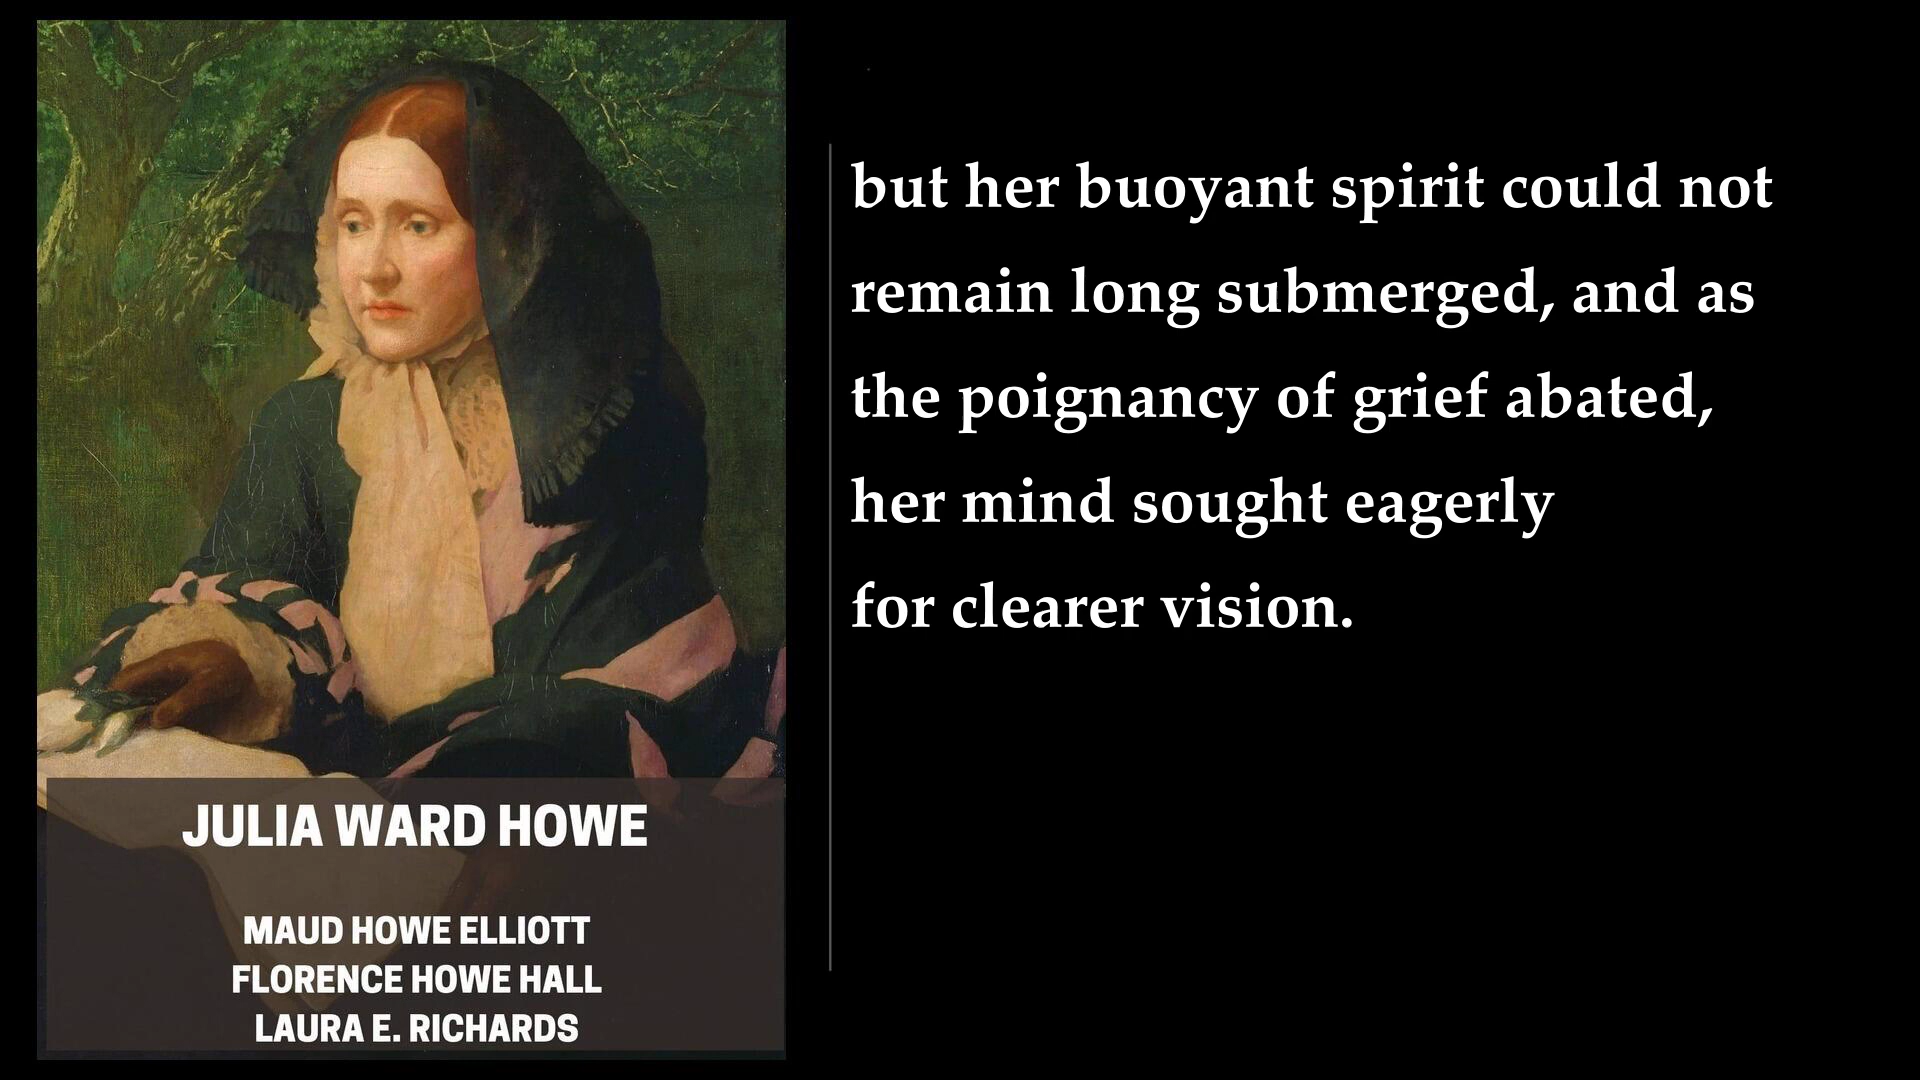 JULIA WARD HOWE
MAUD HOWE ELLIOTT
FLORENCE HOWE HALL
LAURA E. RICHARDS
but her buoyant spirit could not
remain long submerged, and as
the poignancy of grief abated,
her mind sought eagerly
for clearer vision.